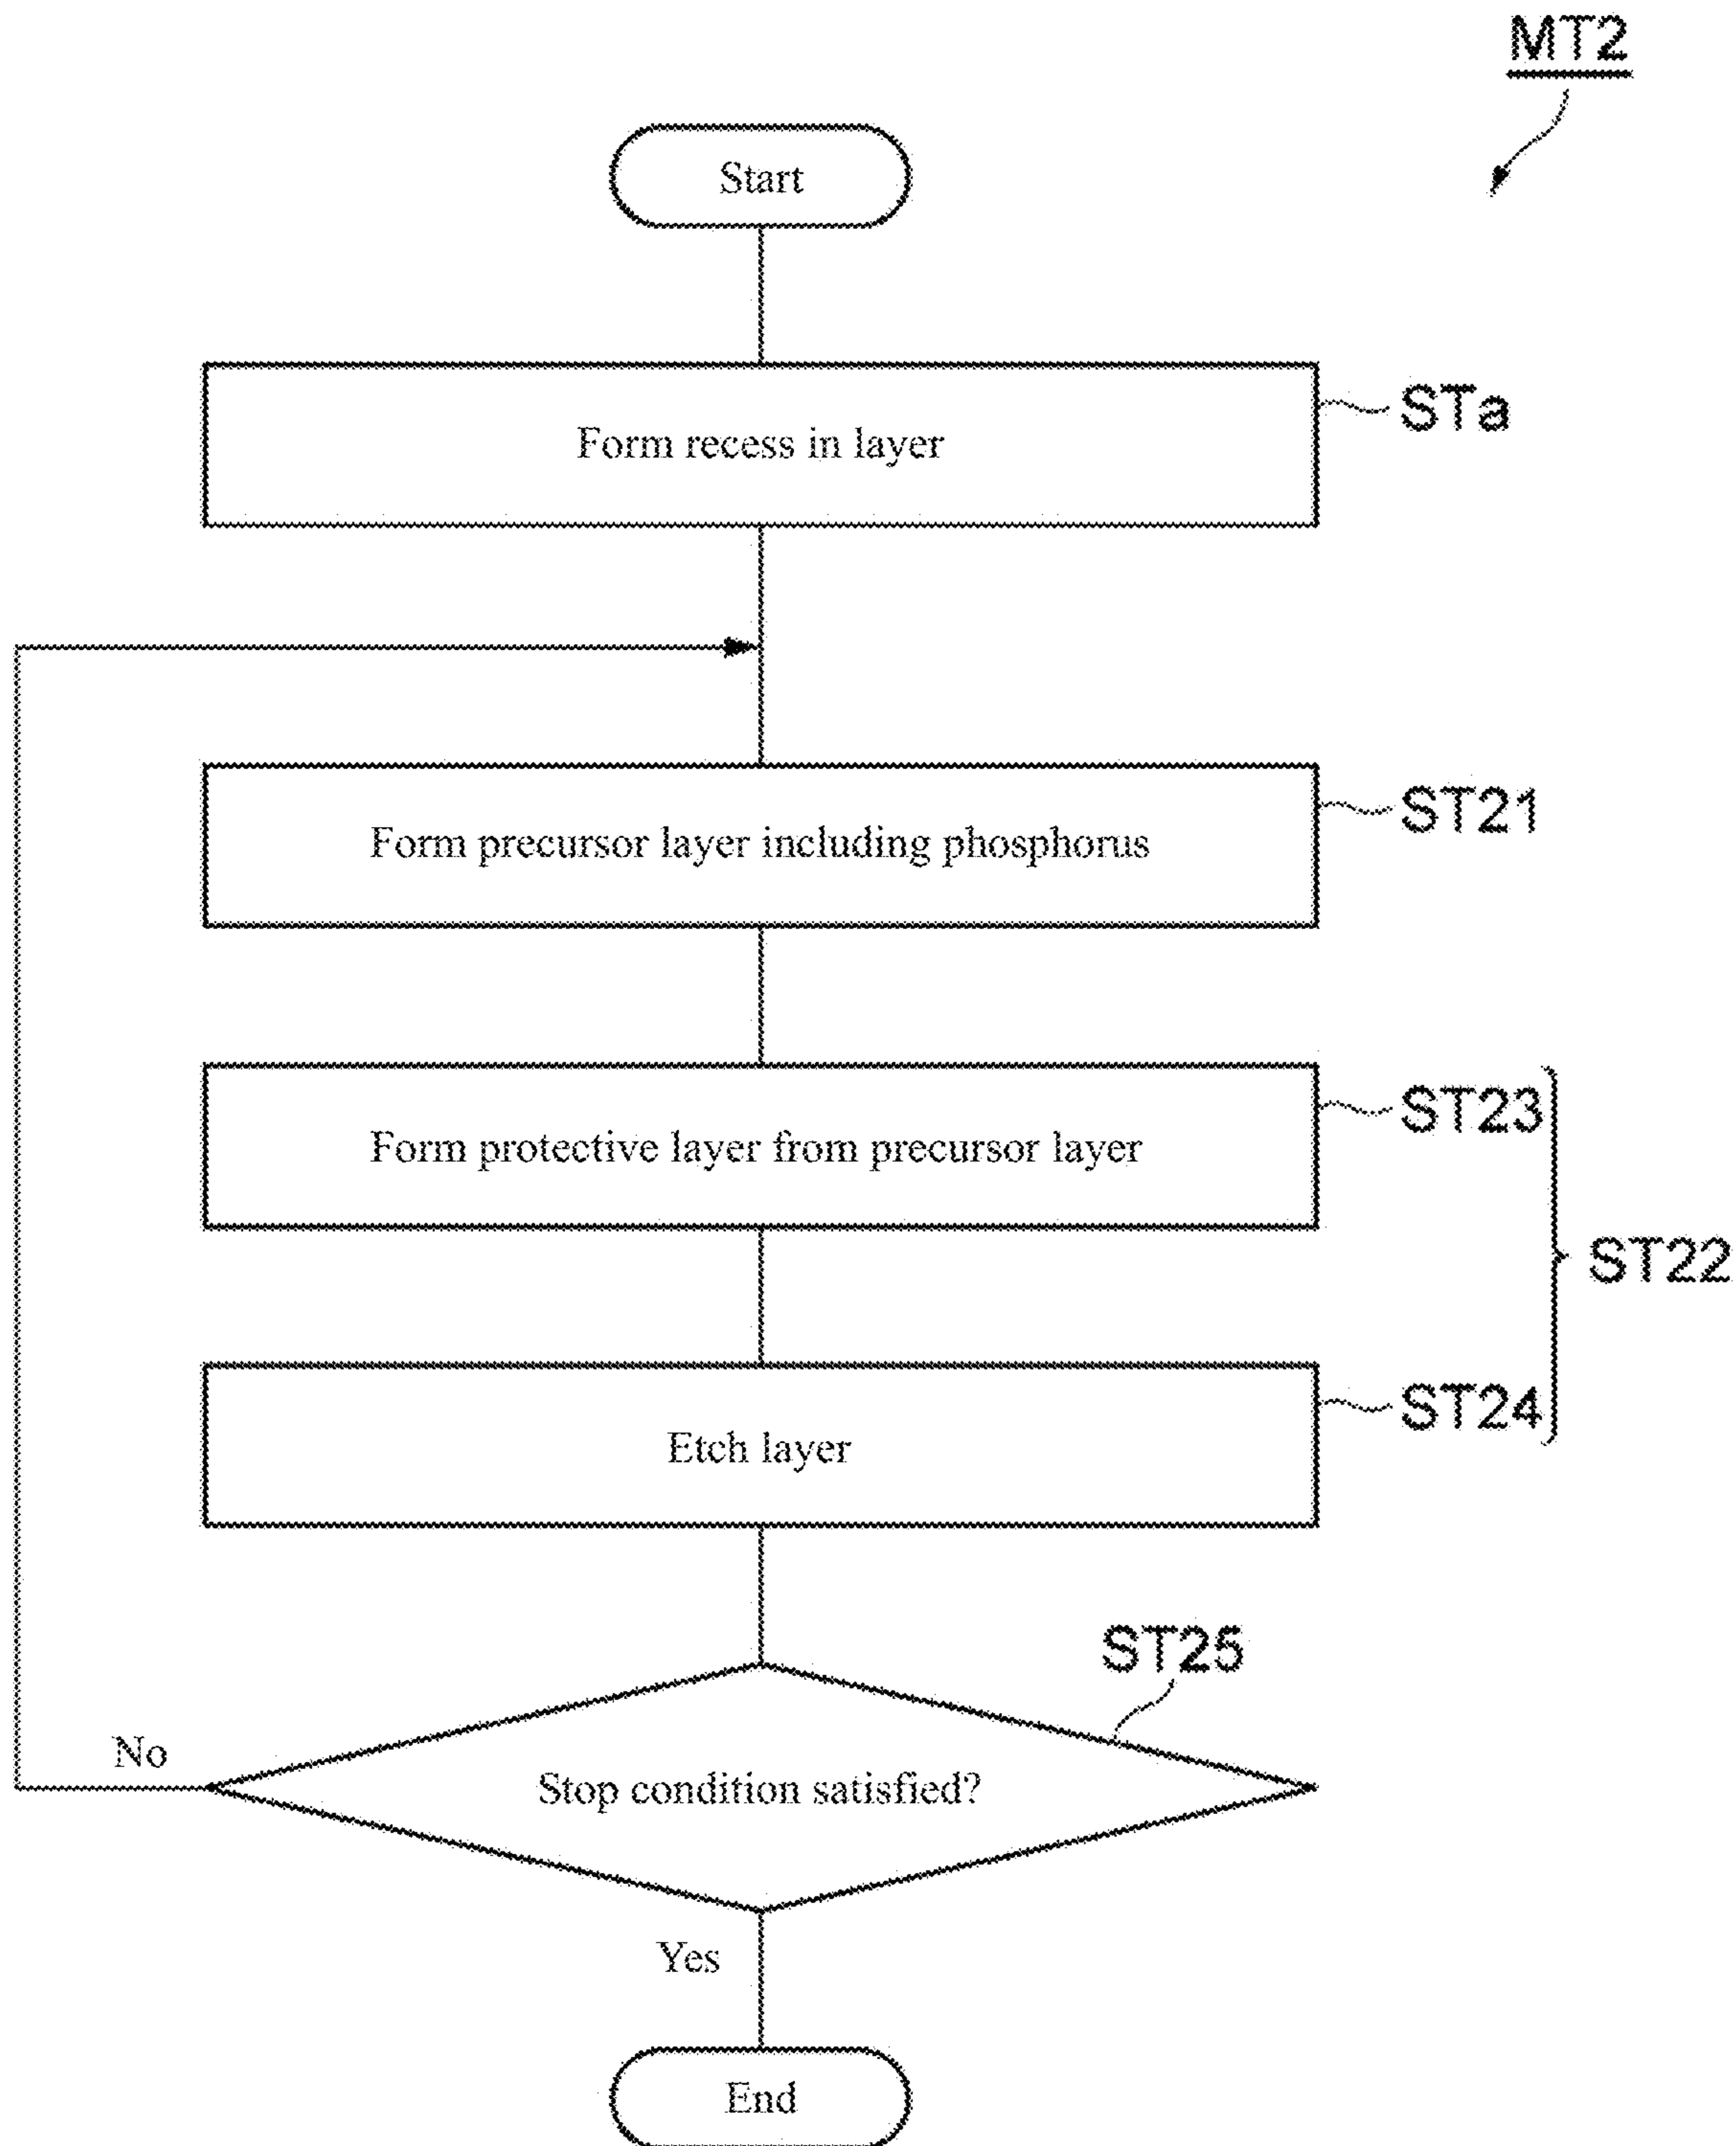 MT2
Start
Form recess in layer
STa
Form precursor layer including phosphorus
ST21
Form protective layer from precursor layer
ST23
ST22
Etch layer
ST24
ST25
Stop condition satisfied?
No
Yes
End